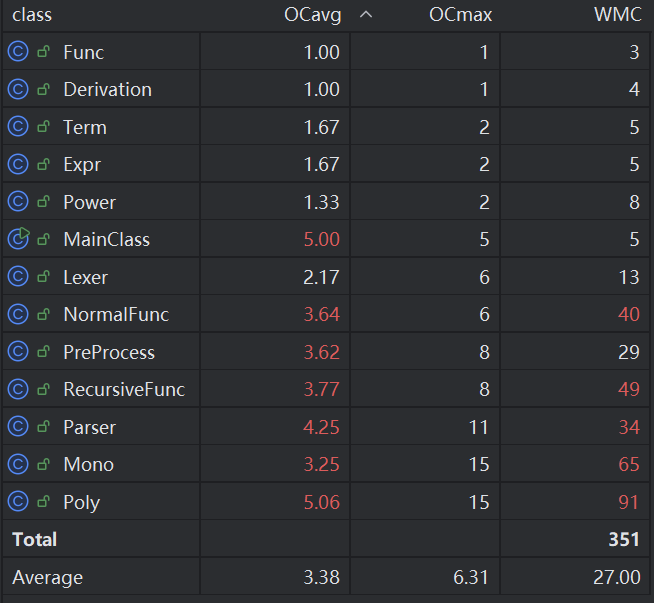 class OCavg OCmax WMC
Func 1.00 1 3
Derivation 1.00 1 4
Term 1.67 2 5
Expr 1.67 2 5
Power 1.33 2 8
MainClass 5.00 5 5
Lexer 2.17 6 13
NormalFunc 3.64 6 40
PreProcess 3.62 8 29
RecursiveFunc 3.77 8 49
Parser 4.25 11 34
Mono 3.25 15 65
Poly 5.06 15 91
Total 351
Average 3.38 6.31 27.00